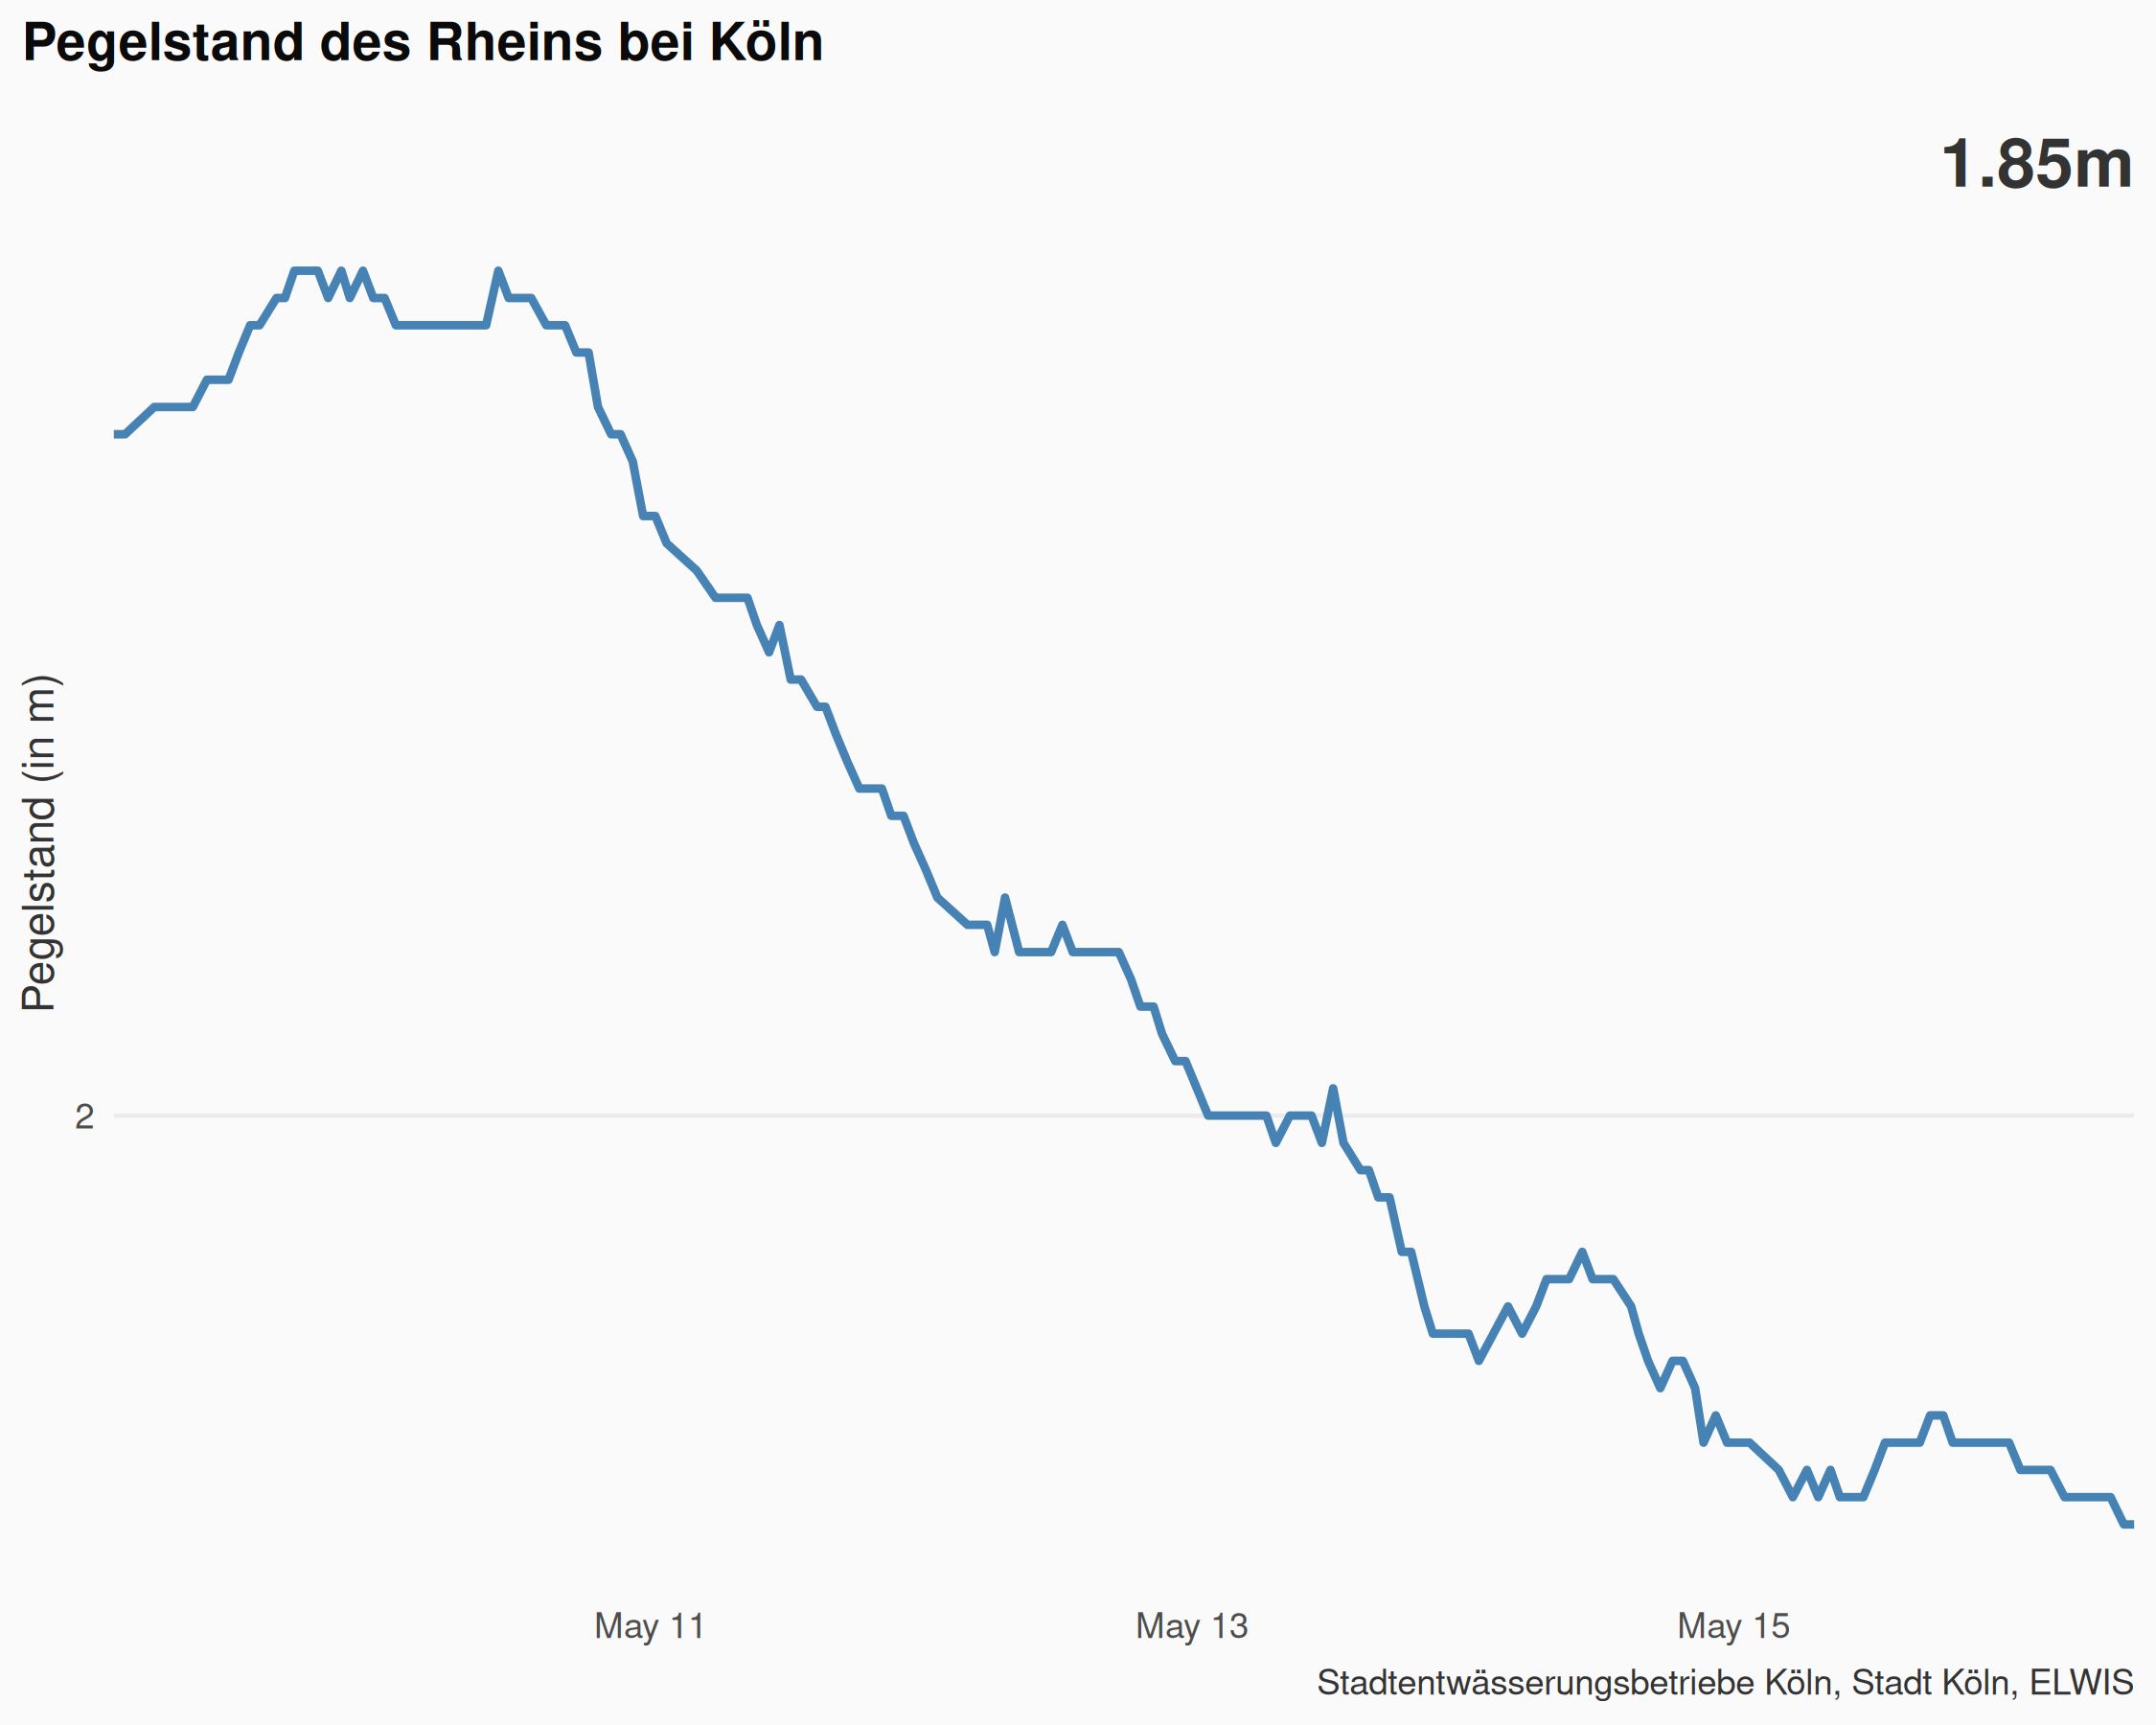 Pegelstand des Rheins bei Köln
1.85m
Pegelstand (in m)
2
May 11
May 13
May 15
Stadtentwässerungsbetriebe Köln, Stadt Köln, ELWIS